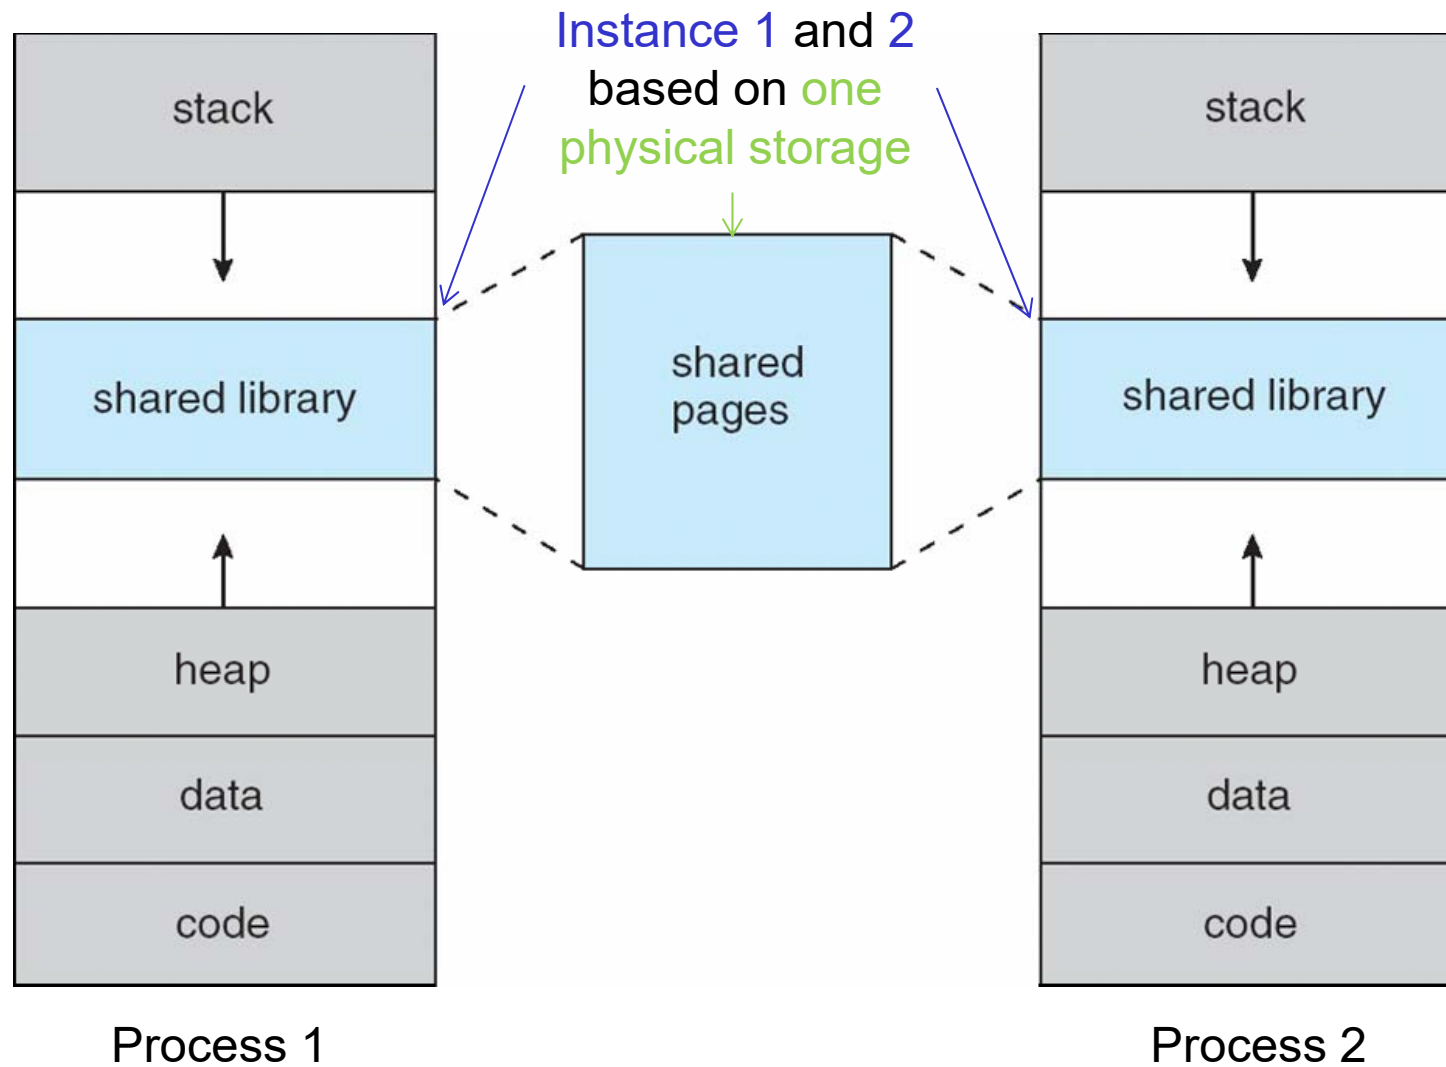 Instance 1 and 2
based on one
physical storage
stack
shared library
heap
data
code
Process 1
shared
pages
stack
shared library
heap
data
code
Process 2